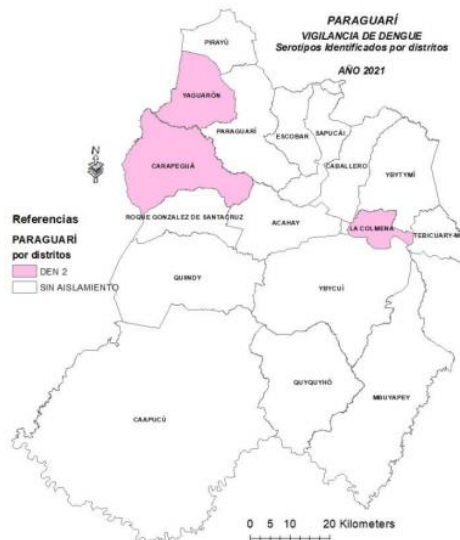 PARAGUARÍ
VIGILANCIA DE DENGUE
Serotipos Identificados por distritos
AÑO 2021
PIRAYÚ
YAGUARÓN
PARAGUARÍ
ESCOBAR
SAPUCÁI
CABALLERO
YBYTYMÍ
CARAPEGUÁ
N
ROQUE GONZALEZ DE SANTACRUZ
ACAHAY
LA COLMENA
TEBICUARY-M
Referencias
PARAGUARÍ
por distritos
DEN 2
SIN AISLAMIENTO
QUIINDY
YBYCUÍ
CAAPUCÚ
QUYQUYHÓ
MBUYAPEY
0 5 10 20 Kilometers